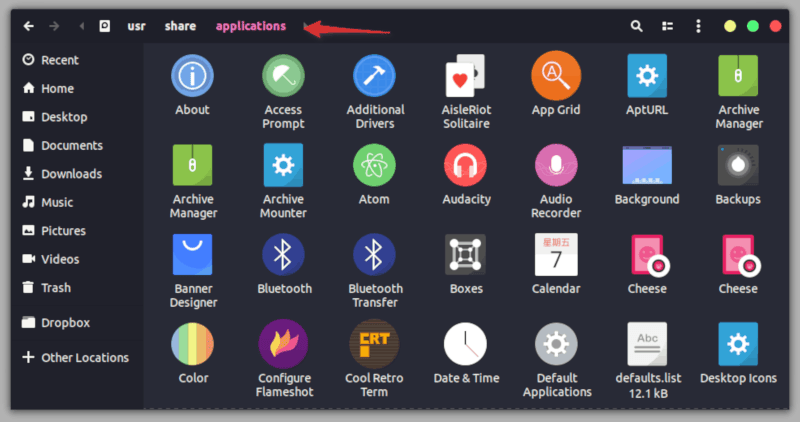 usr share applications
Recent
Home
Desktop
Documents
Downloads
Music
Pictures
Videos
Trash
Dropbox
Other Locations
About
Access
Prompt
Additional
Drivers
AisleRiot
Solitaire
App Grid
A
AptURL
Archive
Manager
Archive
Manager
Archive
Mounter
Atom
Audacity
Audio
Recorder
Background
Backups
Banner
Designer
Bluetooth
Bluetooth
Transfer
Boxes
星期五
7
Calendar
Cheese
Cheese
Color
Configure
Flameshot
CRT
Cool Retro
Term
Date & Time
Default
Applications
Abc
defaults.list
12.1 kB
Desktop Icons